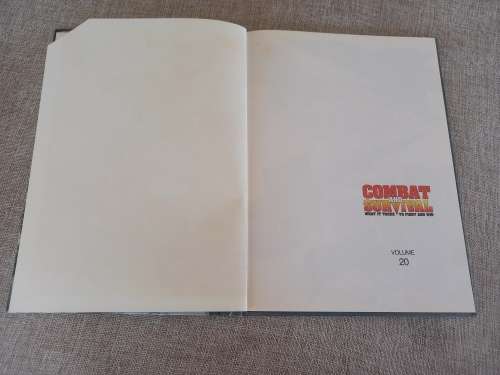 COMBAT
AND
SURVIVAL
WHAT IT TAKES TO FIGHT AND WIN
VOLUME
20